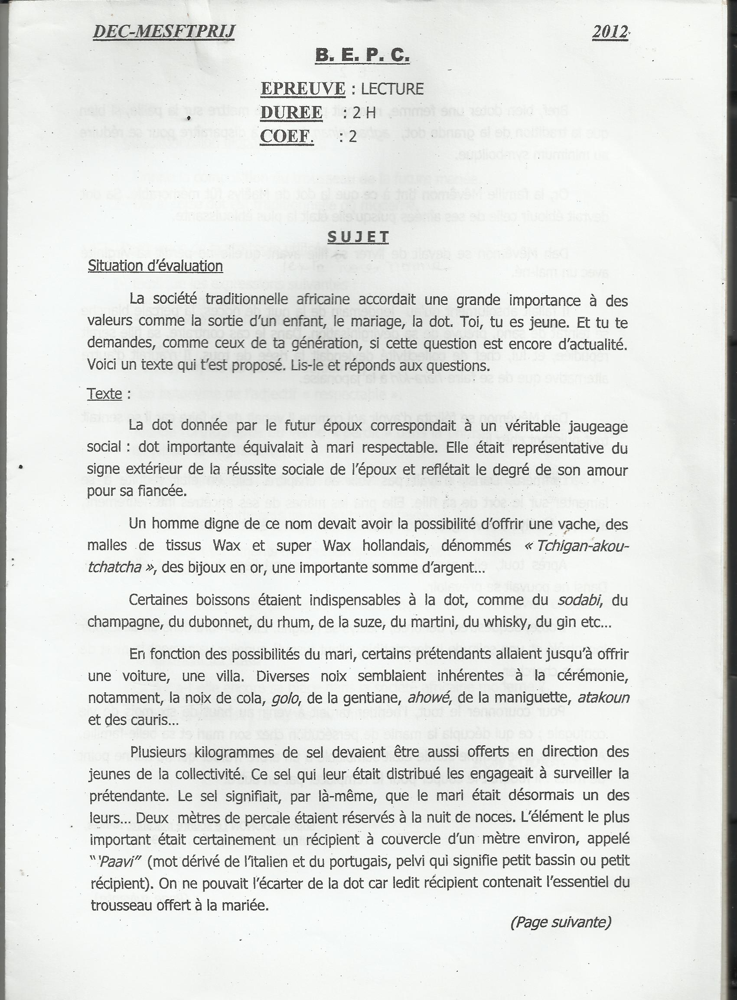 DEC-MESFTPRIJ 2012
B. E. P. C.
EPREUVE : LECTURE
DUREE : 2 H
COEF. : 2
SUJET
Situation d'évaluation
La société traditionnelle africaine accordait une grande importance à des
valeurs comme la sortie d'un enfant, le mariage, la dot. Toi, tu es jeune. Et tu te
demandes, comme ceux de ta génération, si cette question est encore d'actualité.
Voici un texte qui t'est proposé. Lis-le et réponds aux questions.
Texte :
La dot donnée par le futur époux correspondait à un véritable jaugeage
social : dot importante équivalait à mari respectable. Elle était représentative du
signe extérieur de la réussite sociale de l'époux et reflétait le degré de son amour
pour sa fiancée.
Un homme digne de ce nom devait avoir la possibilité d'offrir une vache, des
malles de tissus Wax et super Wax hollandais, dénommés « Tchigan-akou-
tchatcha », des bijoux en or, une importante somme d'argent...
Certaines boissons étaient indispensables à la dot, comme du sodabi, du
champagne, du dubonnet, du rhum, de la suze, du martini, du whisky, du gin etc...
En fonction des possibilités du mari, certains prétendants allaient jusqu'à offrir
une voiture, une villa. Diverses noix semblaient inhérentes à la cérémonie,
notamment, la noix de cola, golo, de la gentiane, ahowé, de la maniguette, atakoun
et des cauris...
Plusieurs kilogrammes de sel devaient être aussi offerts en direction des
jeunes de la collectivité. Ce sel qui leur était distribué les engageait à surveiller la
prétendante. Le sel signifiait, par là-même, que le mari était désormais un des
leurs... Deux mètres de percale étaient réservés à la nuit de noces. L'élément le plus
important était certainement un récipient à couvercle d'un mètre environ, appelé
"'Paavi" (mot dérivé de l'italien et du portugais, pelvi qui signifie petit bassin ou petit
récipient). On ne pouvait l'écarter de la dot car ledit récipient contenait l'essentiel du
trousseau offert à la mariée.
(Page suivante)